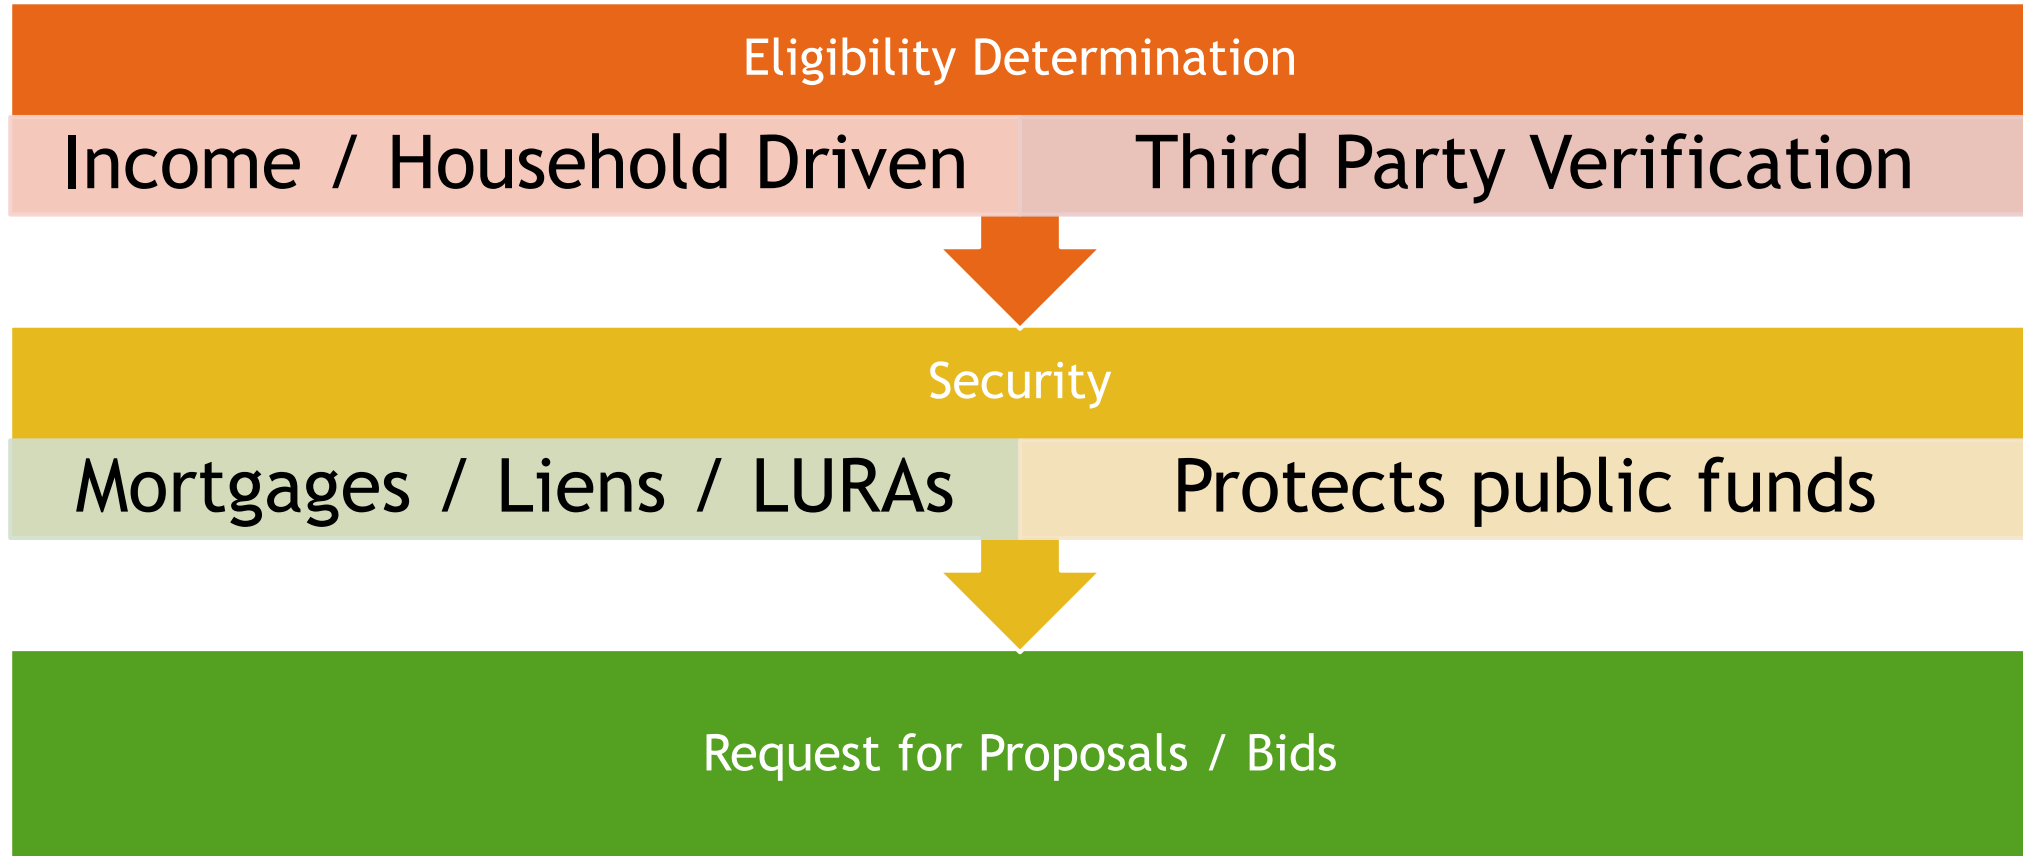 Eligibility Determination
Income / Household Driven
Third Party Verification
Security
Mortgages / Liens / LURAs
Protects public funds
Request for Proposals / Bids